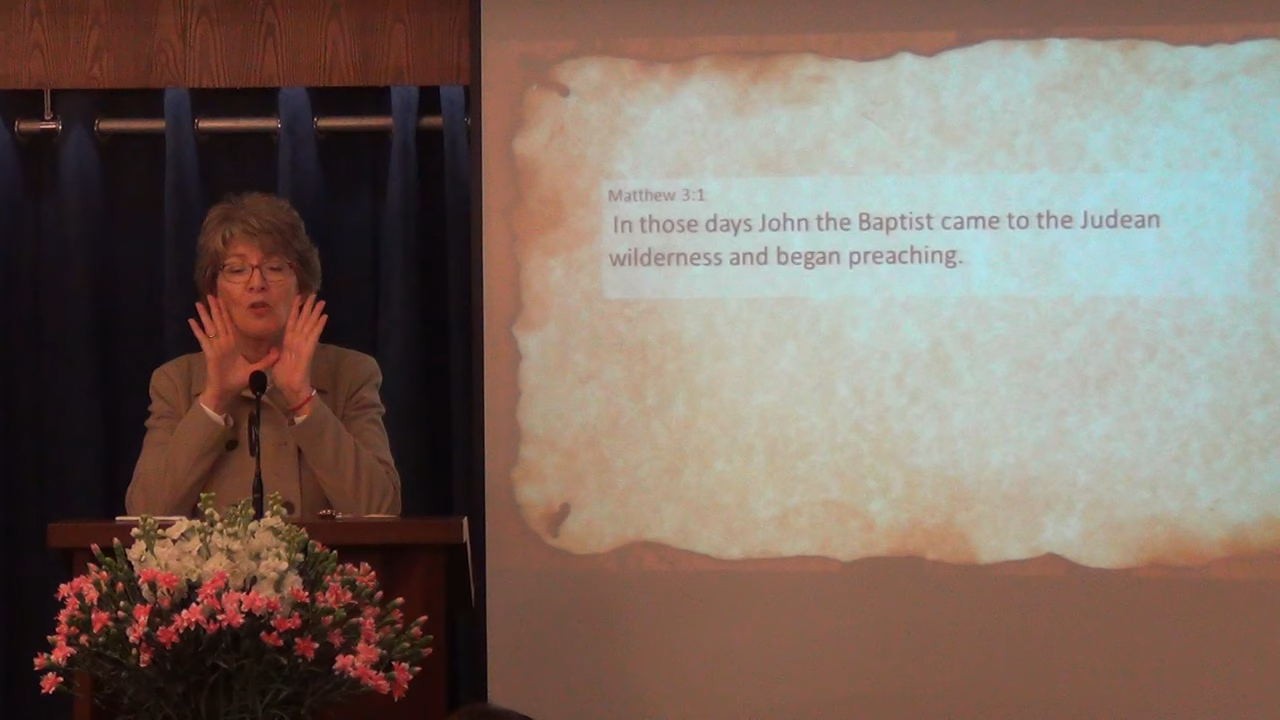 Matthew 3:1
In those days John the Baptist came to the Judean
wilderness and began preaching.